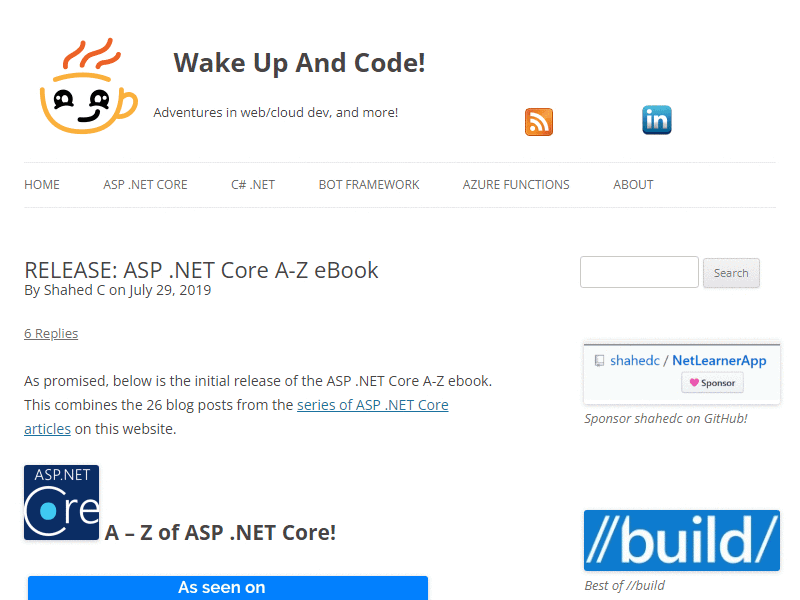 Wake Up And Code!
Adventures in web/cloud dev, and more!
in
HOME ASP .NET CORE C# .NET BOT FRAMEWORK AZURE FUNCTIONS ABOUT
RELEASE: ASP .NET Core A-Z eBook
By Shahed C on July 29, 2019
6 Replies
As promised, below is the initial release of the ASP .NET Core A-Z ebook.
This combines the 26 blog posts from the series of ASP .NET Core
articles on this website.
ASP.NET
Core
A – Z of ASP .NET Core!
As seen on
Search
shahedc / NetLearnerApp
Sponsor
Sponsor shahedc on GitHub!
//build/
Best of //build